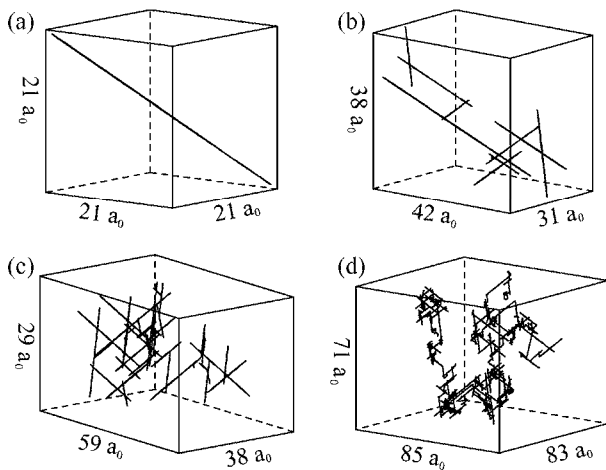 (a)
21 a₀
21 a₀
21 a₀
(b)
38 a₀
42 a₀
31 a₀
(c)
29 a₀
59 a₀
38 a₀
(d)
71 a₀
85 a₀
83 a₀